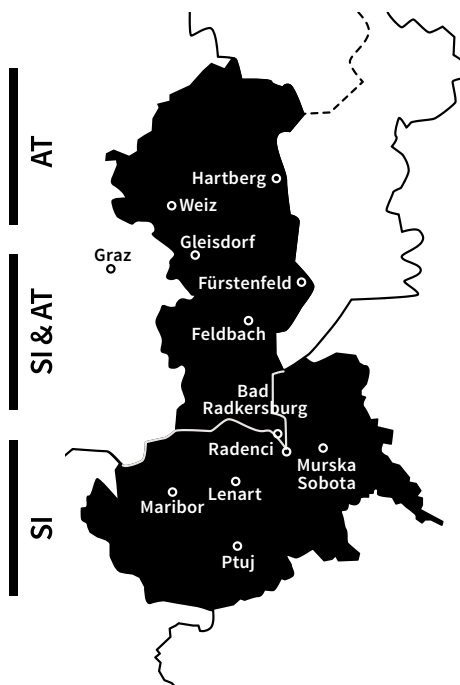 AT
SI & AT
SI
Hartberg
Weiz
Gleisdorf
Graz
Fürstenfeld
Feldbach
Bad
Radkersburg
Radenci
Murska
Sobota
Lenart
Maribor
Ptuj